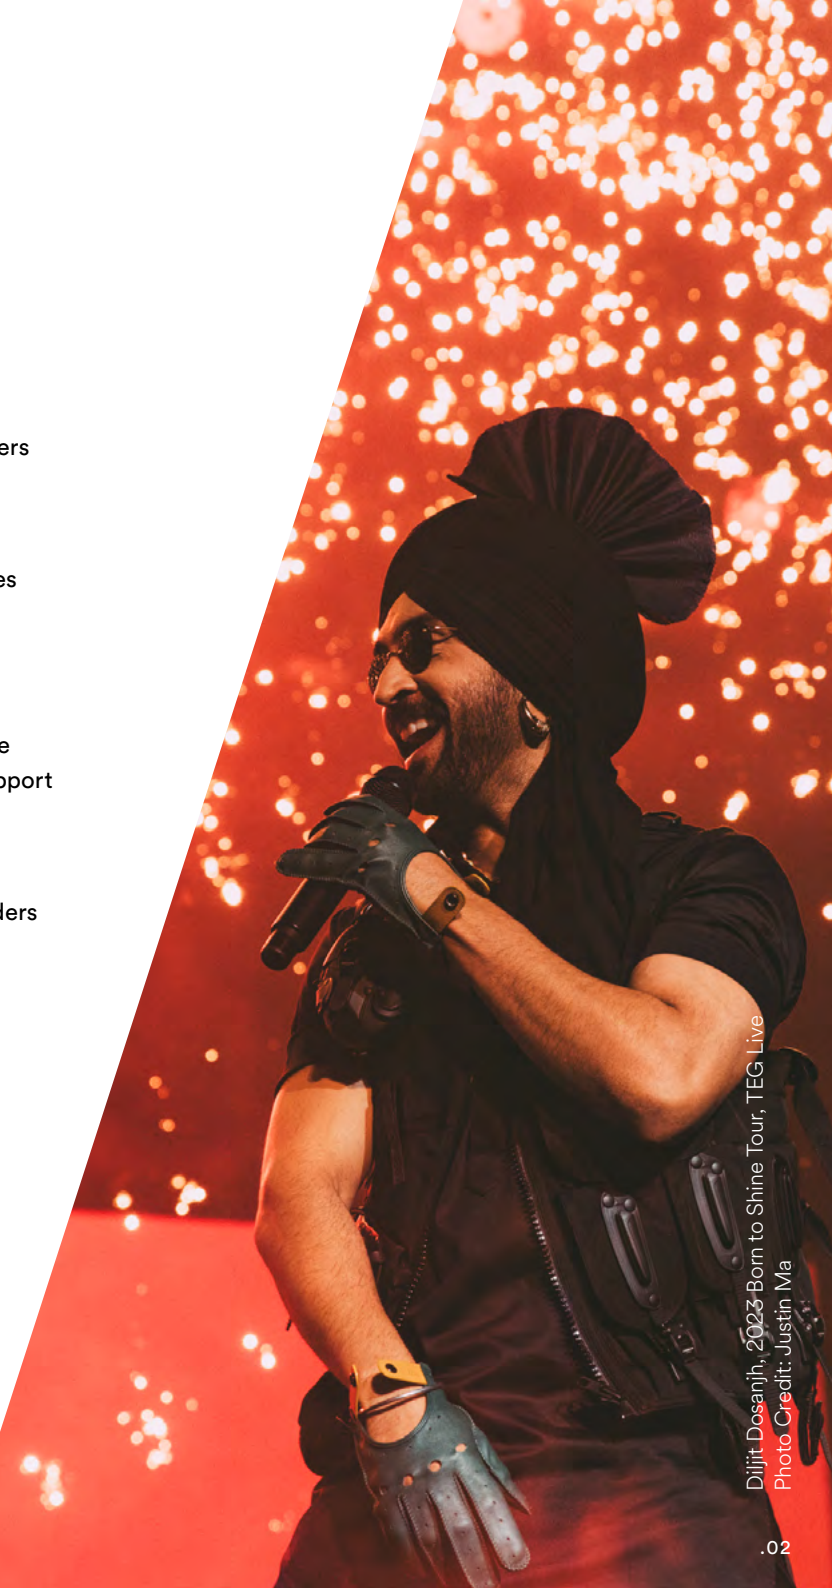 ers
es
e
pport
ders
Diljit Dosanjh, 2023 Born to Shine Tour, TEG Live
Photo Credit: Justin Ma
.02